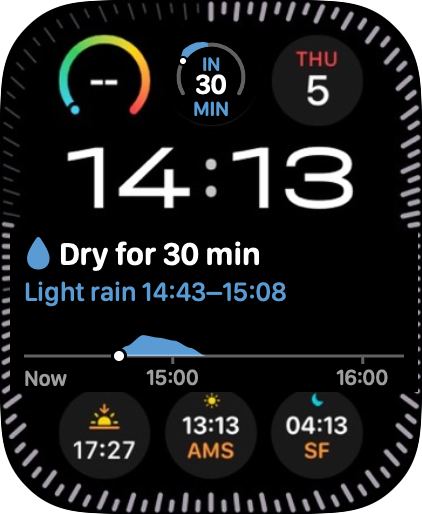 --
IN
30
MIN
THU
5
14:13
Dry for 30 min
Light rain 14:43–15:08
Now 15:00 16:00
17:27
13:13
AMS
04:13
SF